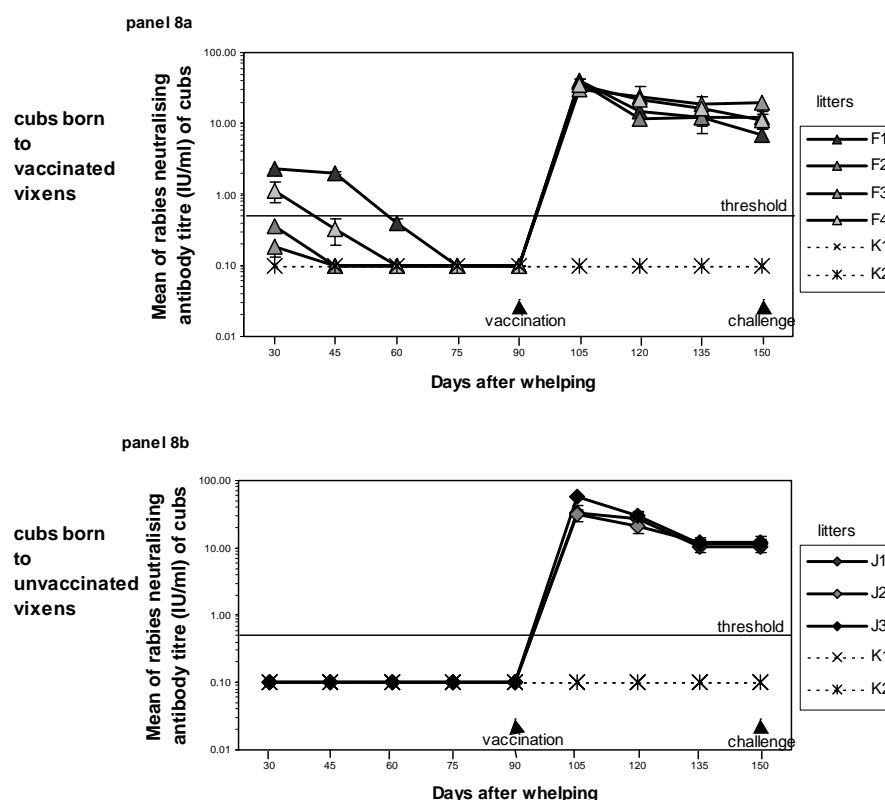 panel 8a
cubs born
to
vaccinated
vixens
Mean of rabies neutralising
antibody titre (IU/ml) of cubs
100.00
10.00
1.00
0.10
0.01
threshold
vaccination
challenge
30 45 60 75 90 105 120 135 150
Days after whelping
litters
F1
F2
F3
F4
K1
K2
panel 8b
cubs born
to
unvaccinated
vixens
Mean of rabies neutralising
antibody titre (IU/ml) of cubs
100.00
10.00
1.00
0.10
0.01
threshold
vaccination
challenge
30 45 60 75 90 105 120 135 150
Days after whelping
litters
J1
J2
J3
K1
K2